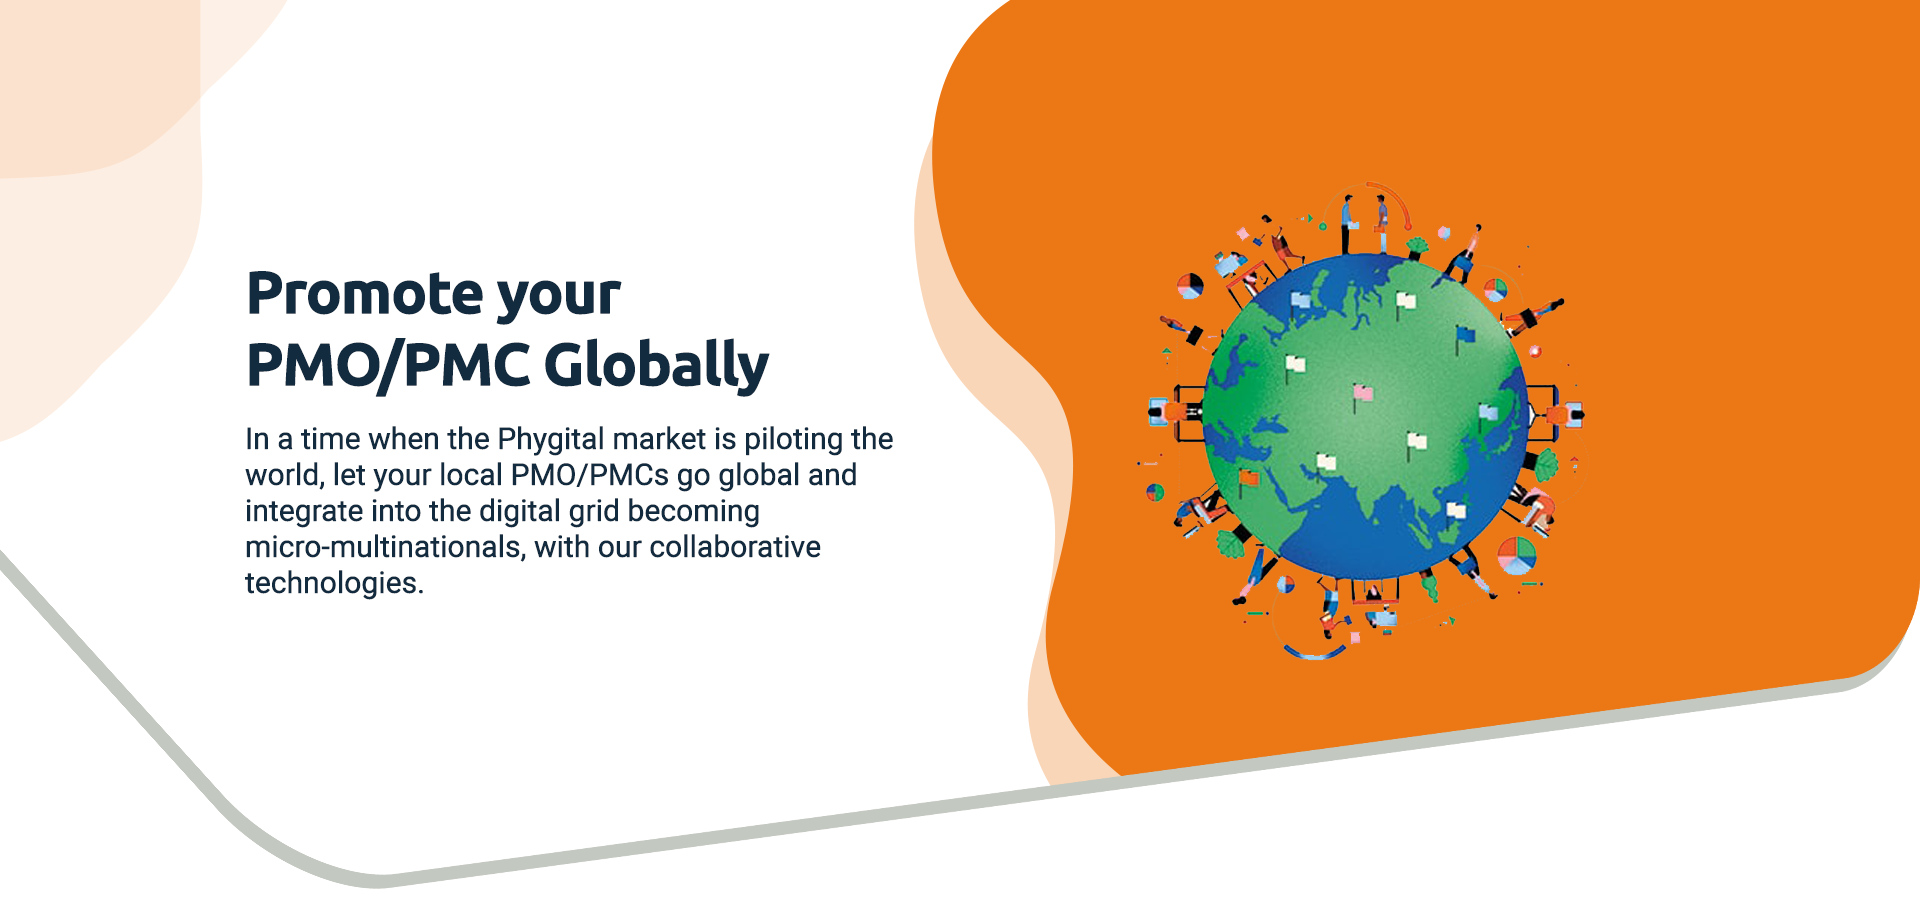 Promote your
PMO/PMC Globally
In a time when the Phygital market is piloting the
world, let your local PMO/PMCs go global and
integrate into the digital grid becoming
micro-multinationals, with our collaborative
technologies.